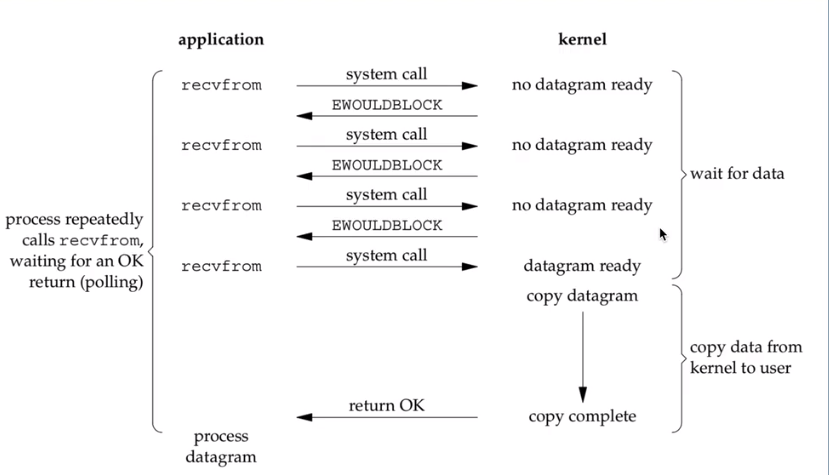 application
kernel
recvfrom
system call
no datagram ready
EWOULDBLOCK
recvfrom
system call
no datagram ready
EWOULDBLOCK
recvfrom
system call
no datagram ready
EWOULDBLOCK
recvfrom
system call
datagram ready
wait for data
process repeatedly
calls recvfrom,
waiting for an OK
return (polling)
copy datagram
copy data from
kernel to user
return OK
copy complete
process
datagram